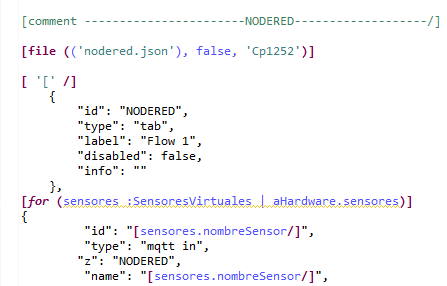 [comment ------------------------NODERED--------------------/]
[file (('nodered.json'), false, 'Cp1252')]
[ '[' /]
{
"id": "NODERED",
"type": "tab",
"label": "Flow 1",
"disabled": false,
"info": ""
},
[for (sensores :SensoresVirtuales | aHardware.sensores)]
{
"id": "[sensores.nombreSensor/]",
"type": "mqtt in",
"z": "NODERED",
"name": "[sensores.nombreSensor/]",